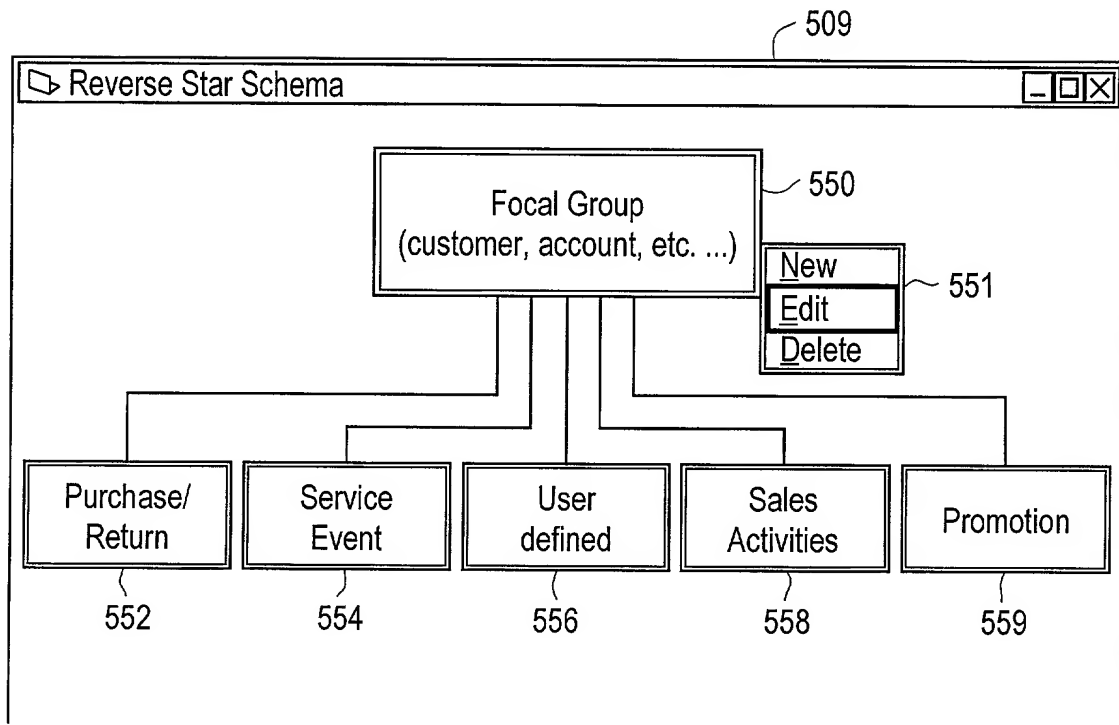 509
Reverse Star Schema
Focal Group
(customer, account, etc. ...)
550
New
Edit
Delete
551
Purchase/
Return
Service
Event
User
defined
Sales
Activities
Promotion
552
554
556
558
559